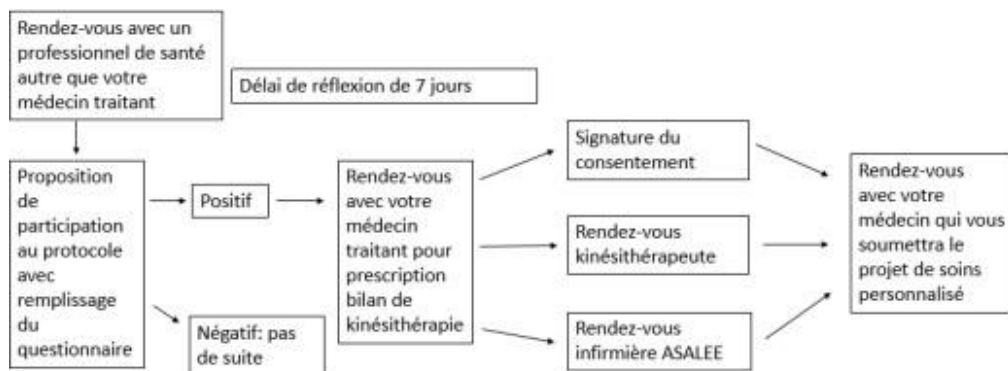 Rendez-vous avec un
professionnel de santé
autre que votre
médecin traitant
Délai de réflexion de 7 jours
Proposition
de
participation
au protocole
avec
remplissage
du
questionnaire
Positif
Négatif: pas
de suite
Rendez-vous
avec votre
médecin
traitant pour
prescription
bilan de
kinésithérapie
Signature du
consentement
Rendez-vous
kinésithérapeute
Rendez-vous
infirmière ASALEE
Rendez-vous
avec votre
médecin qui vous
soumettra le
projet de soins
personnalisé